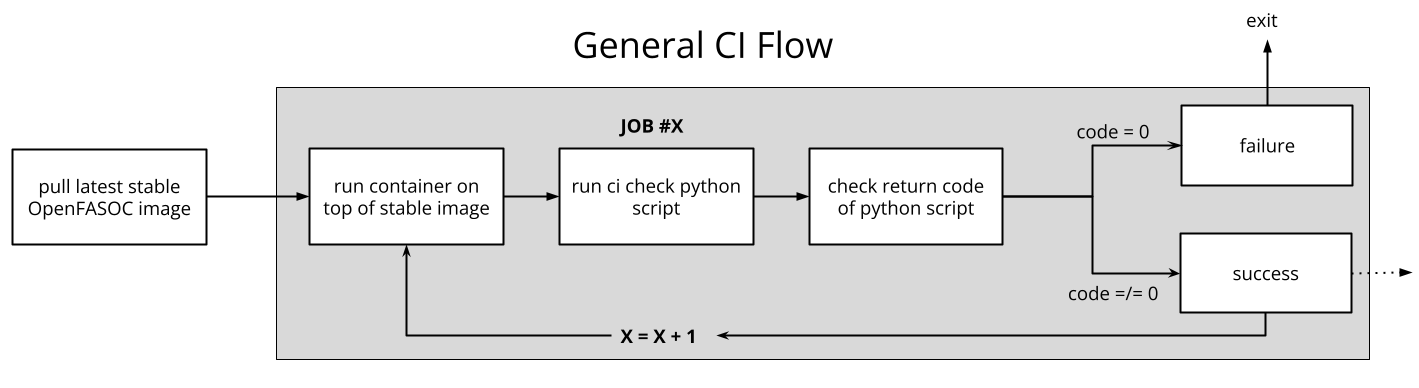 General CI Flow
exit
JOB #X
pull latest stable
OpenFASOC image
run container on
top of stable image
run ci check python
script
check return code
of python script
code = 0
failure
code =/= 0
success
X = X + 1